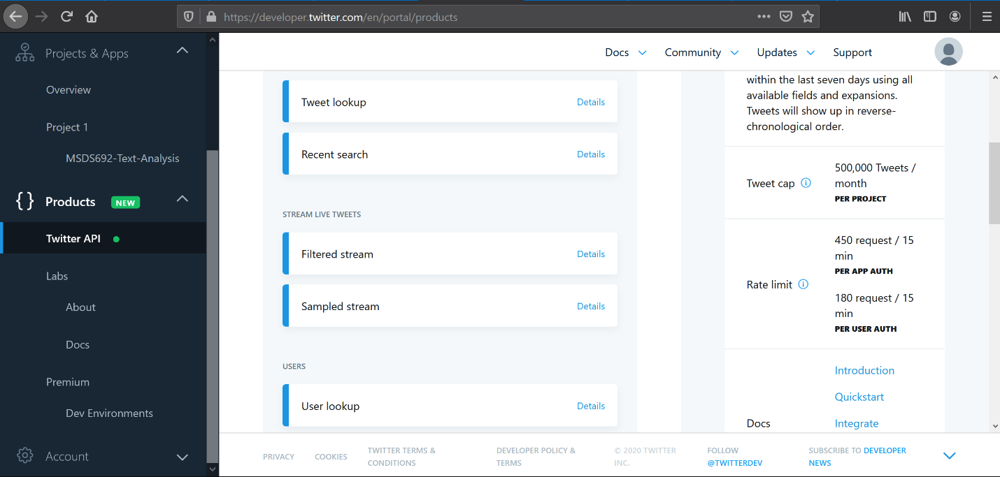 https://developer.twitter.com/en/portal/products
Projects & Apps
Overview
Project 1
MSDS692-Text-Analysis
Products NEW
Twitter API
Labs
About
Docs
Premium
Dev Environments
Account
Docs
Community
Updates
Support
Tweet lookup Details
Recent search Details
STREAM LIVE TWEETS
Filtered stream Details
Sampled stream Details
USERS
User lookup Details
within the last seven days using all
available fields and expansions.
Tweets will show up in reverse-
chronological order.
Tweet cap
500,000 Tweets /
month
PER PROJECT
Rate limit
450 request / 15
min
PER APP AUTH
180 request / 15
min
PER USER AUTH
Docs
Introduction
Quickstart
Integrate
PRIVACY
COOKIES
TWITTER TERMS &
CONDITIONS
DEVELOPER POLICY &
TERMS
© 2020 TWITTER
INC.
FOLLOW
@TWITTERDEV
SUBSCRIBE TO DEVELOPER
NEWS